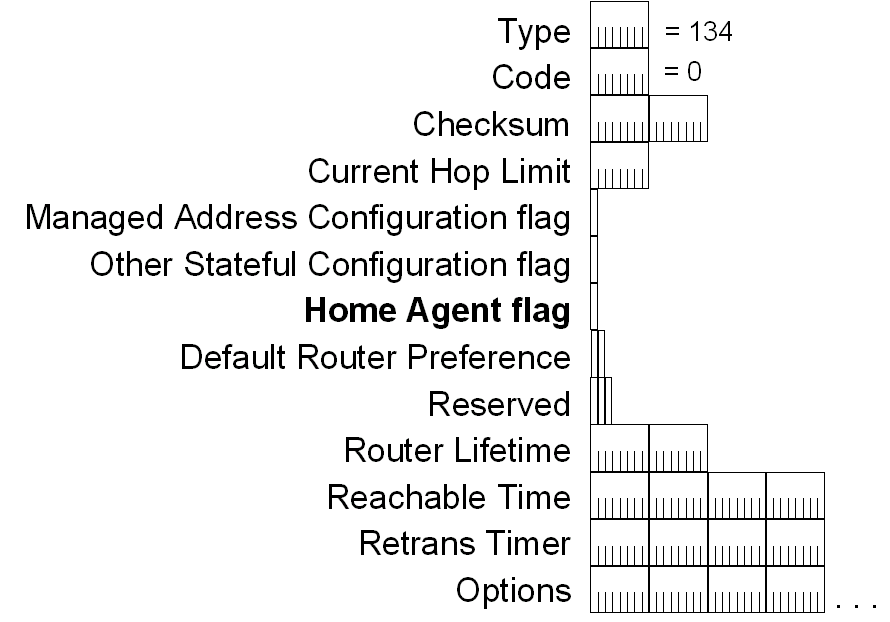 Type = 134
Code = 0
Checksum
Current Hop Limit
Managed Address Configuration flag
Other Stateful Configuration flag
Home Agent flag
Default Router Preference
Reserved
Router Lifetime
Reachable Time
Retrans Timer
Options . . .